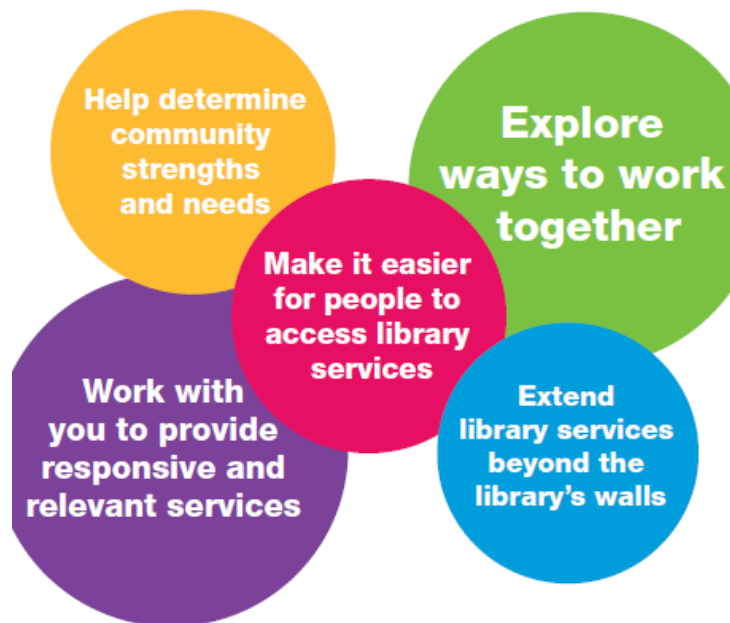 Help determine
community
strengths
and needs
Explore
ways to work
together
Make it easier
for people to
access library
services
Work with
you to provide
responsive and
relevant services
Extend
library services
beyond the
library’s walls